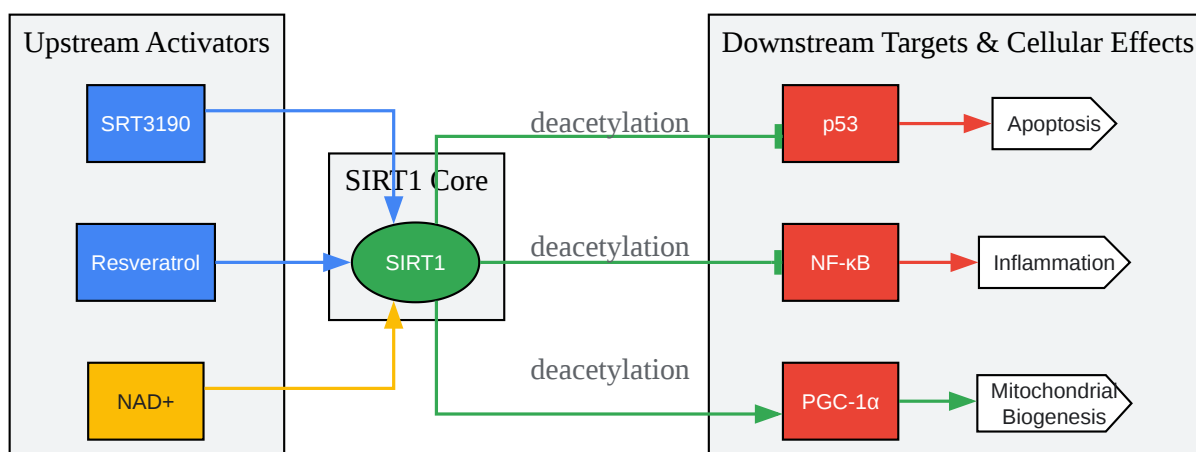 Upstream Activators
SRT3190
Resveratrol
NAD+
SIRT1 Core
SIRT1
deacetylation
deacetylation
deacetylation
Downstream Targets & Cellular Effects
p53
Apoptosis
NF-κB
Inflammation
PGC-1α
Mitochondrial
Biogenesis